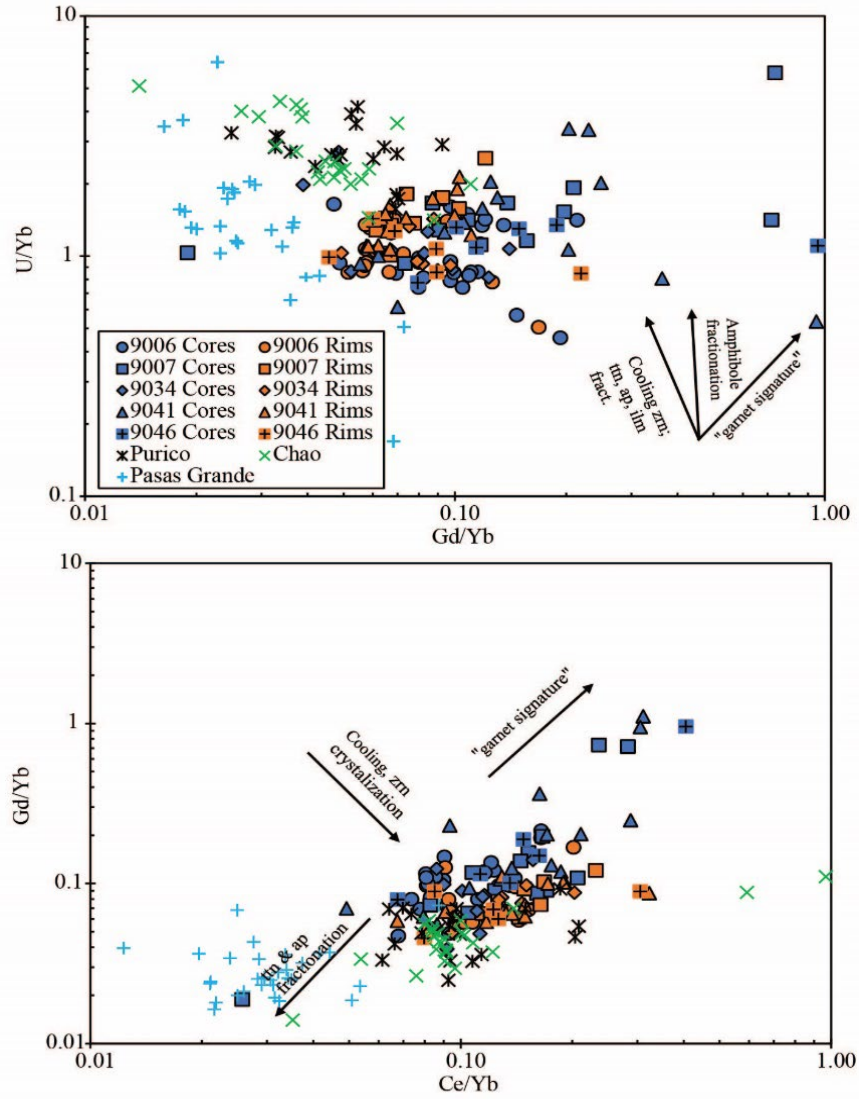 10
1
0.1
U/Yb
0.01
0.10
1.00
Gd/Yb
9006 Cores
9006 Rims
9007 Cores
9007 Rims
9034 Cores
9034 Rims
9041 Cores
9041 Rims
9046 Cores
9046 Rims
Purico
Chao
Pasas Grande
Cooling zrn;
ttn, ap, ilm
fract.
Amphibole
fractionation
"garnet signature"
10
1
0.1
0.01
Gd/Yb
0.01
0.10
1.00
Ce/Yb
Cooling, zrn
crystalization
"garnet signature"
ttn & ap
fractionation